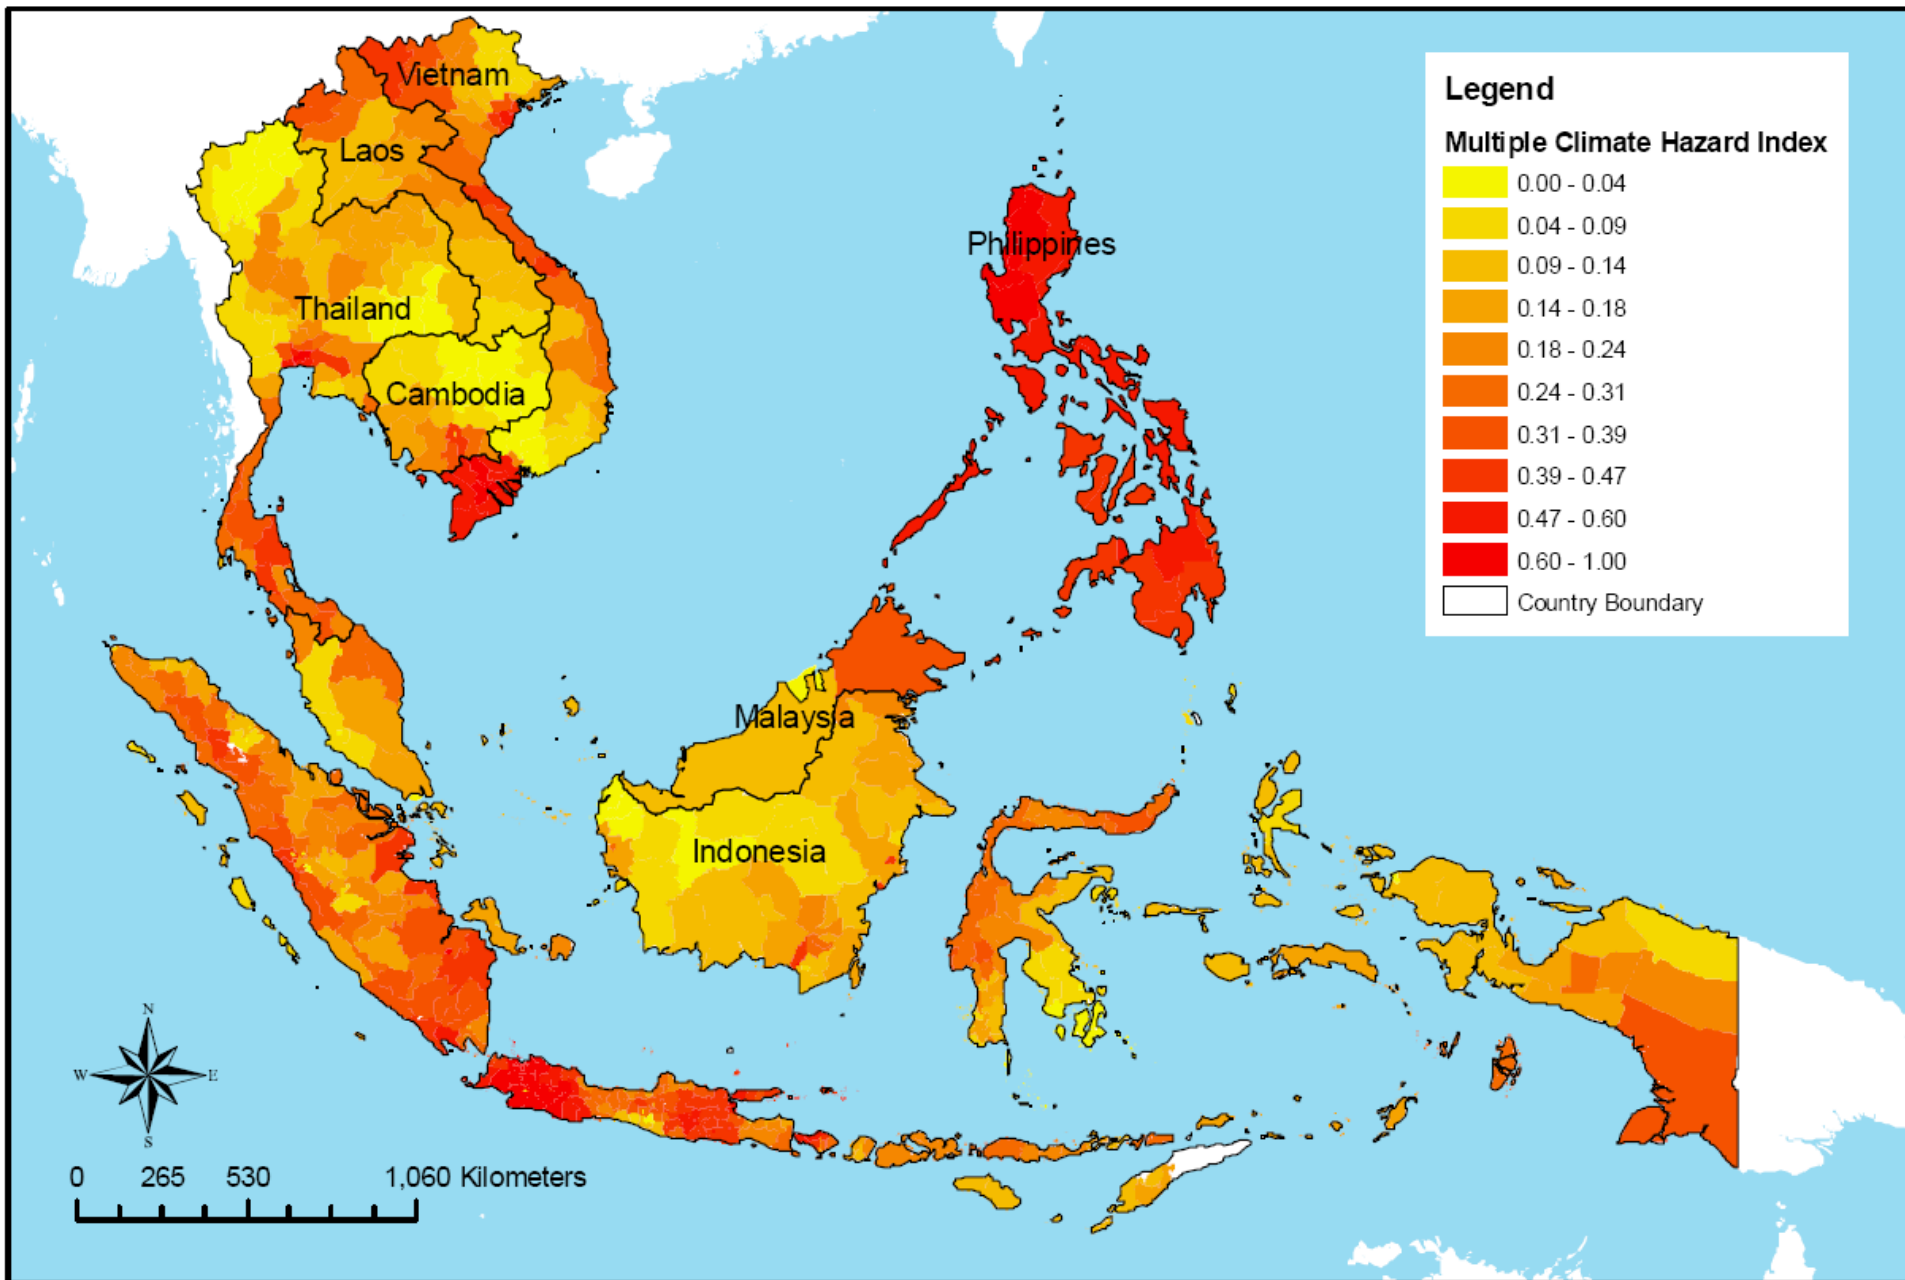 Vietnam
Laos
Thailand
Cambodia
Philippines
Malaysia
Indonesia
Legend
Multiple Climate Hazard Index
0.00 - 0.04
0.04 - 0.09
0.09 - 0.14
0.14 - 0.18
0.18 - 0.24
0.24 - 0.31
0.31 - 0.39
0.39 - 0.47
0.47 - 0.60
0.60 - 1.00
Country Boundary
N
W E
S
0 265 530 1,060 Kilometers